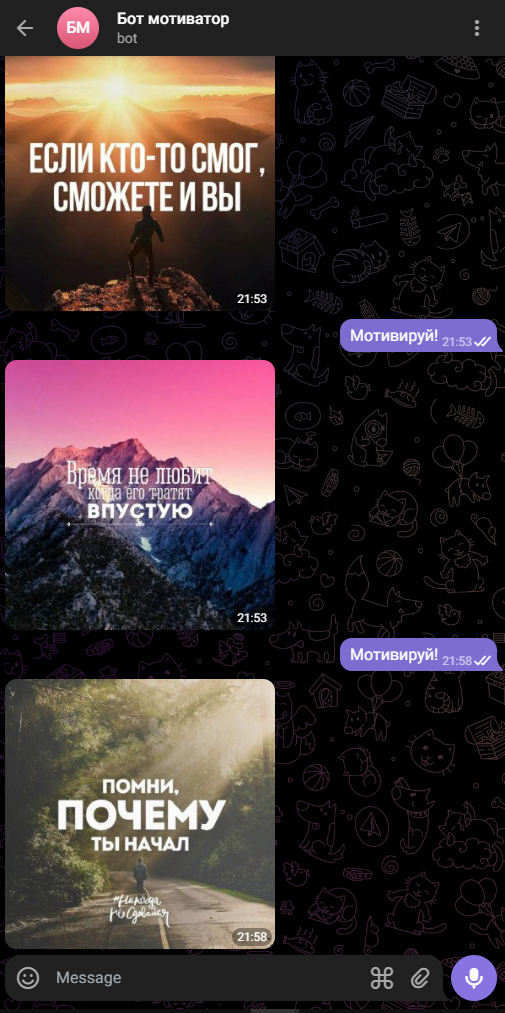 БМ
Бот мотиватор
bot
ЕСЛИ КТО-ТО СМОГ,
СМОЖЕТЕ И ВЫ
21:53
Мотивируй! 21:53
Время не любит
когда его тратят
ВПУСТУЮ
21:53
Мотивируй! 21:58
ПОМНИ,
ПОЧЕМУ
ТЫ НАЧАЛ
#Никогда
Не Сдавайся
21:58
Message